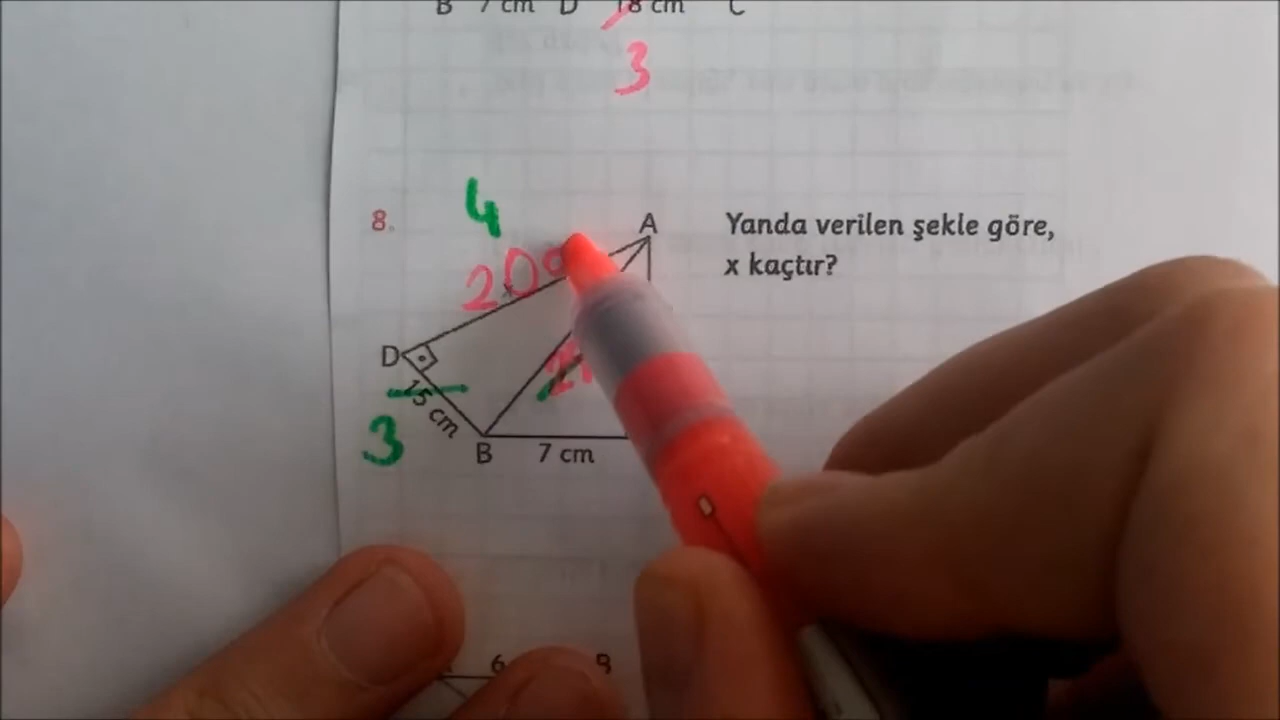 B 7 cm D 18 cm C
3
4
8.
A
Yanda verilen şekle göre,
x kaçtır?
20
D
15 cm
3
B
7 cm
6